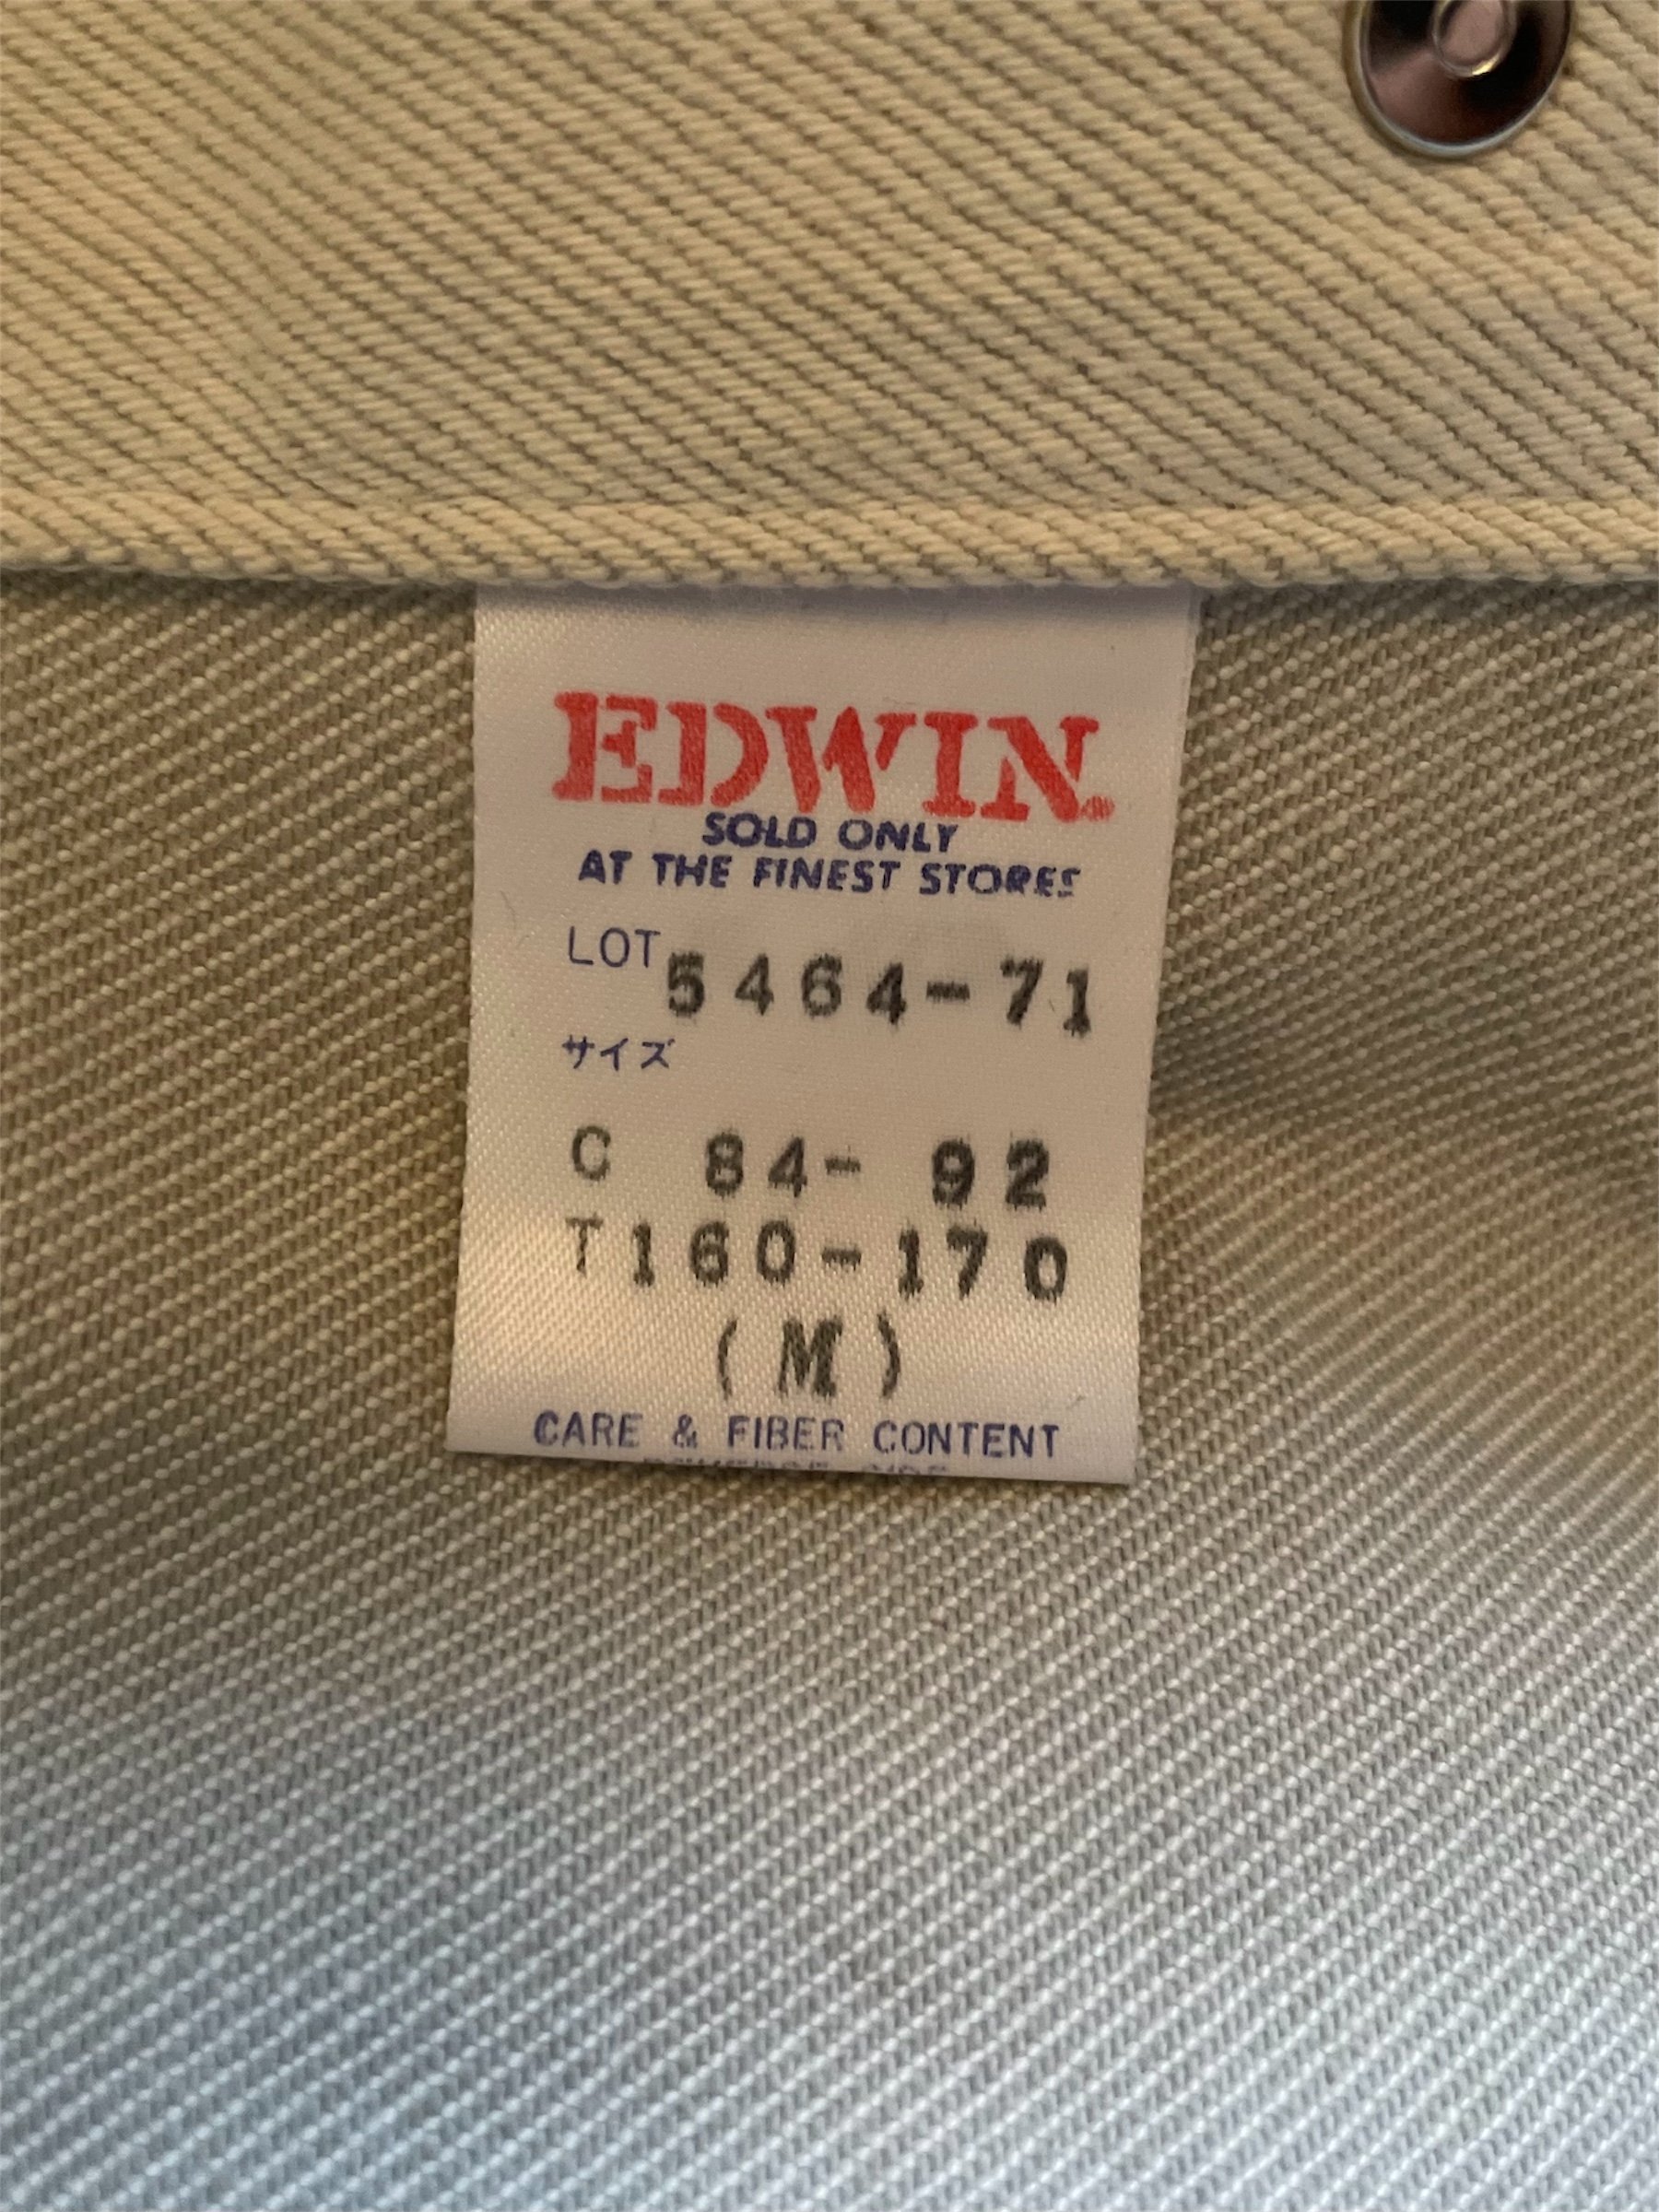 EDWIN
SOLD ONLY
AT THE FINEST STORES
LOT 5464-71
サイズ
C 84- 92
T160-170
(M)
CARE & FIBER CONTENT